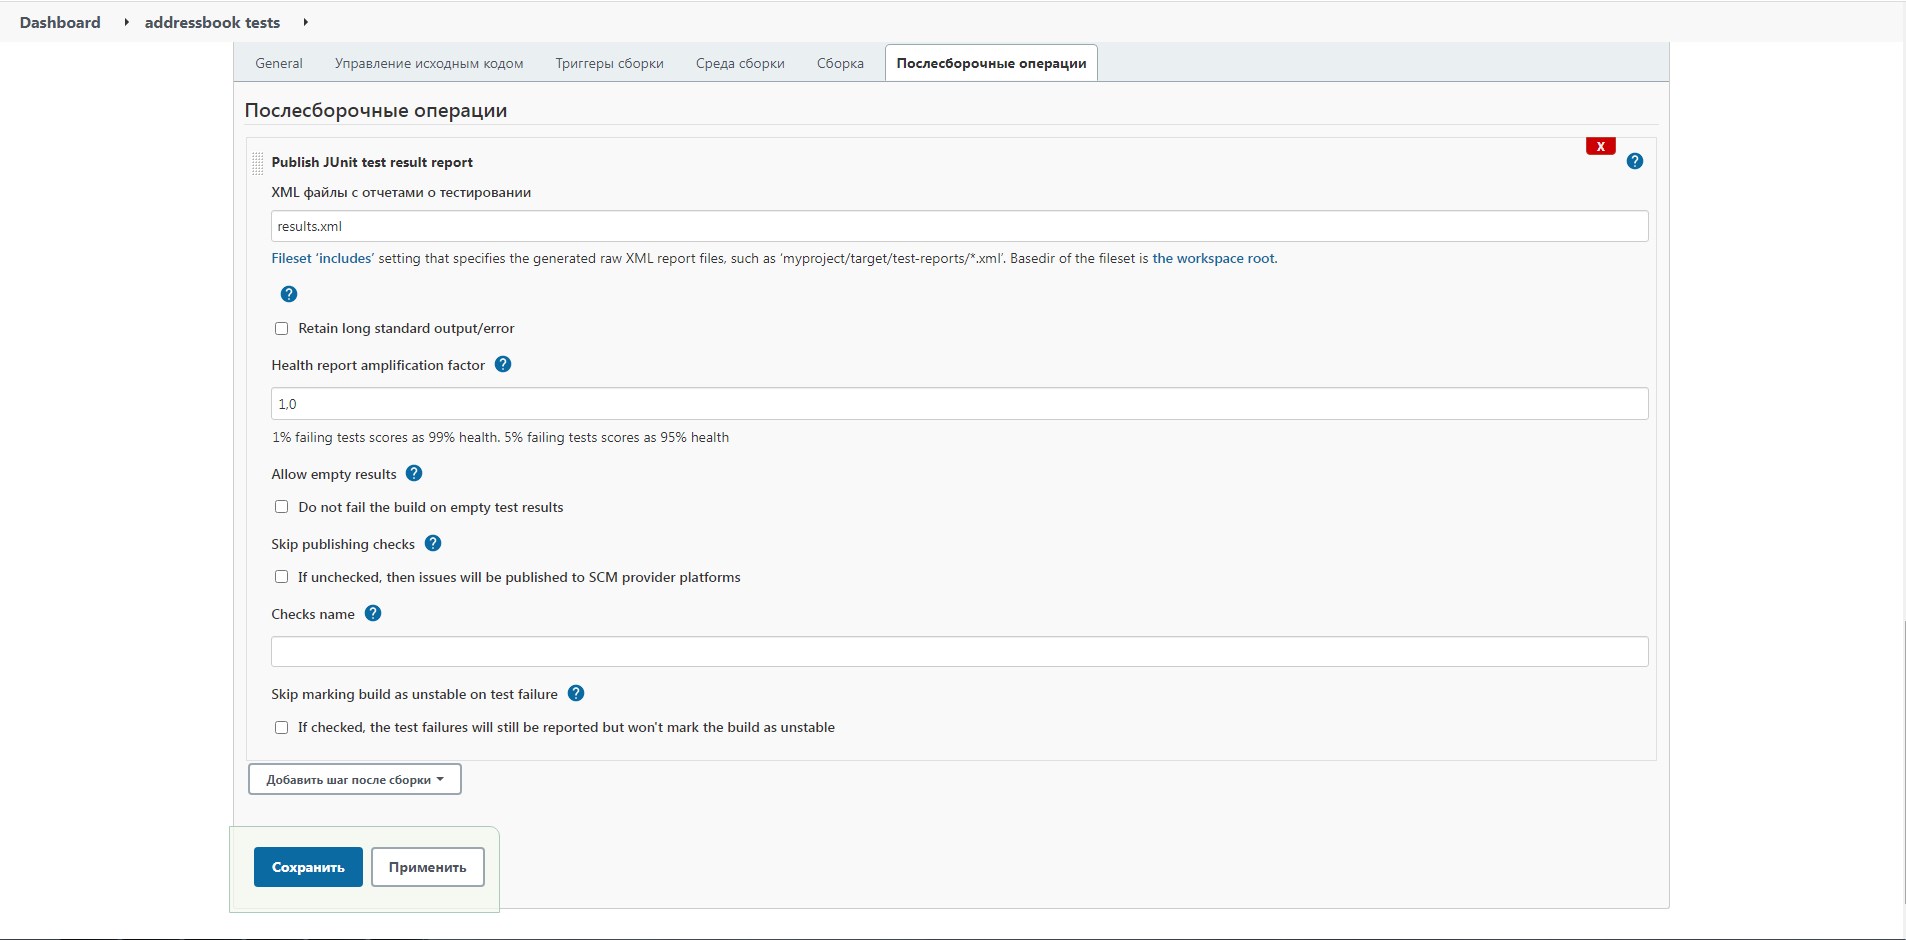 Dashboard addressbook tests
General Управление исходным кодом Триггеры сборки Среда сборки Сборка Послесборочные операции
Послесборочные операции
X
Publish JUnit test result report ?
XML файлы с отчетами о тестировании
results.xml
Fileset ‘includes’ setting that specifies the generated raw XML report files, such as ‘myproject/target/test-reports/*.xml’. Basedir of the fileset is the workspace root.
?
Retain long standard output/error
Health report amplification factor ?
1,0
1% failing tests scores as 99% health. 5% failing tests scores as 95% health
Allow empty results ?
Do not fail the build on empty test results
Skip publishing checks ?
If unchecked, then issues will be published to SCM provider platforms
Checks name ?
Skip marking build as unstable on test failure ?
If checked, the test failures will still be reported but won't mark the build as unstable
Добавить шаг после сборки
Сохранить Применить